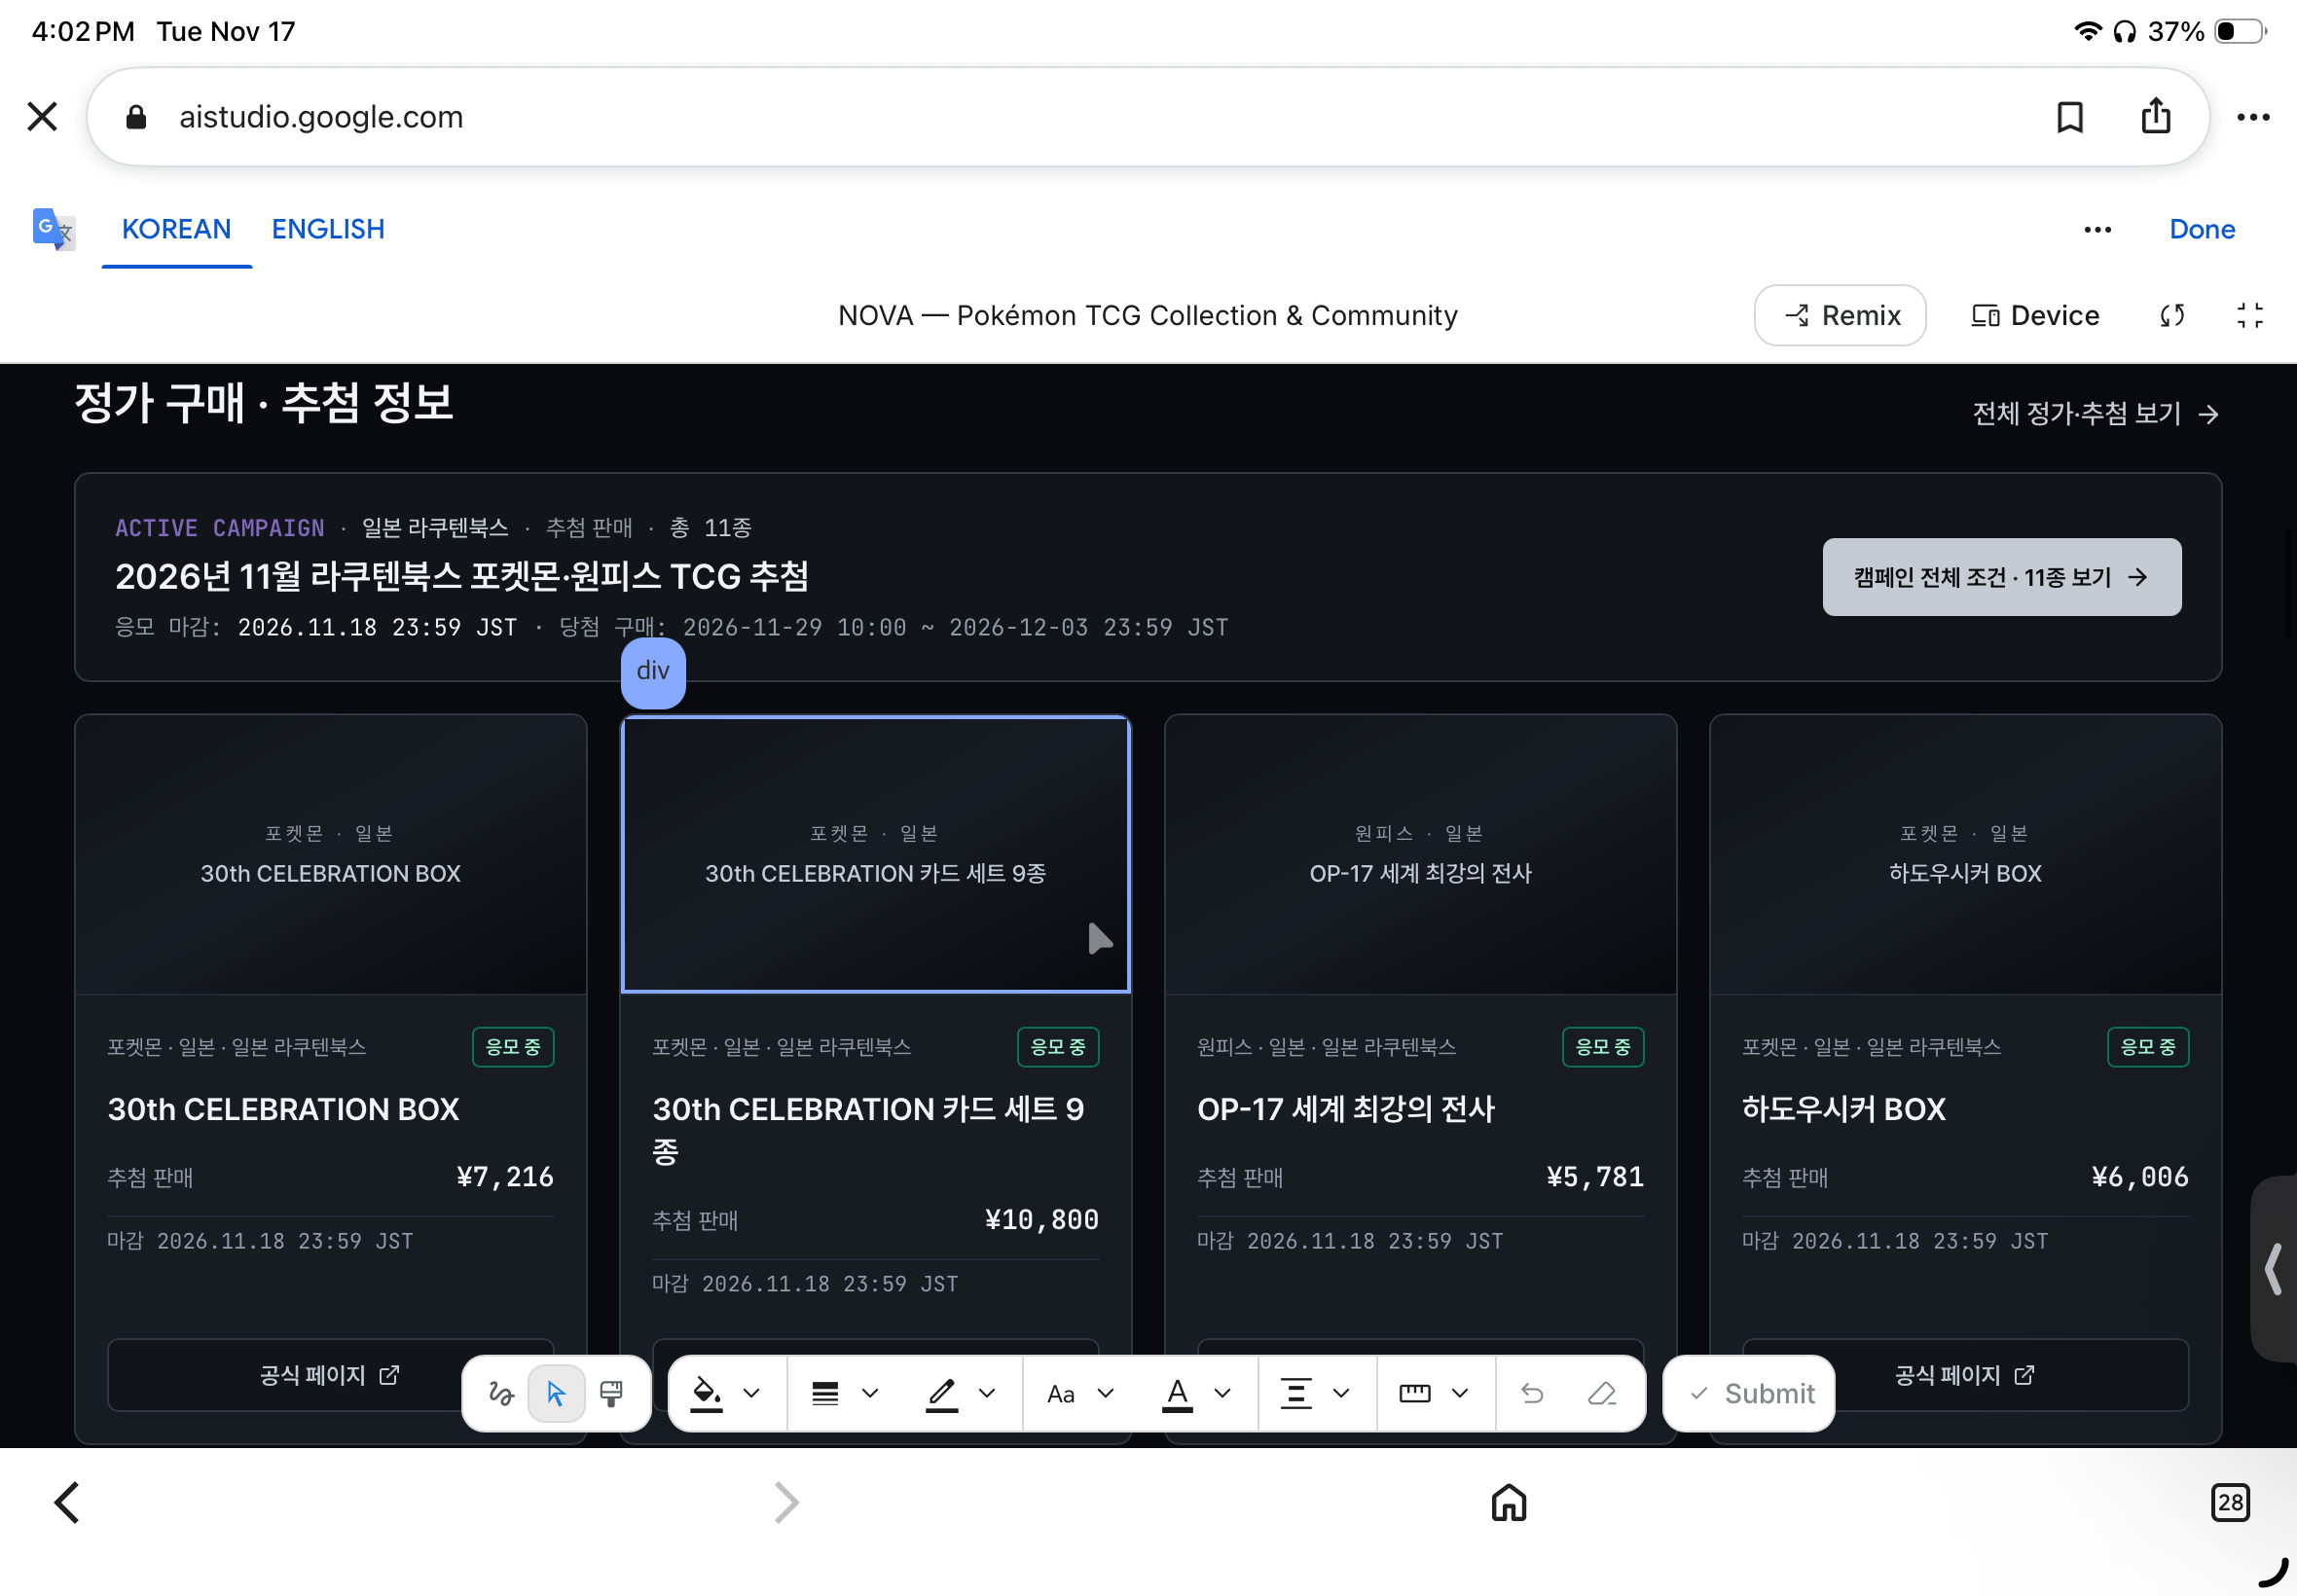 4:02 PM Tue Nov 17 37%
aistudio.google.com
KOREAN ENGLISH Done
NOVA — Pokémon TCG Collection & Community Remix Device
정가 구매 · 추첨 정보
전체 정가·추첨 보기 →
ACTIVE CAMPAIGN · 일본 라쿠텐북스 · 추첨 판매 · 총 11종
2026년 11월 라쿠텐북스 포켓몬·원피스 TCG 추첨
응모 마감: 2026.11.18 23:59 JST · 당첨 구매: 2026-11-29 10:00 ~ 2026-12-03 23:59 JST
캠페인 전체 조건 · 11종 보기 →
div
포켓몬 · 일본
30th CELEBRATION BOX
포켓몬 · 일본 · 일본 라쿠텐북스 응모 중
30th CELEBRATION BOX
추첨 판매 ¥7,216
마감 2026.11.18 23:59 JST
공식 페이지
포켓몬 · 일본
30th CELEBRATION 카드 세트 9종
포켓몬 · 일본 · 일본 라쿠텐북스 응모 중
30th CELEBRATION 카드 세트 9
종
추첨 판매 ¥10,800
마감 2026.11.18 23:59 JST
원피스 · 일본
OP-17 세계 최강의 전사
원피스 · 일본 · 일본 라쿠텐북스 응모 중
OP-17 세계 최강의 전사
추첨 판매 ¥5,781
마감 2026.11.18 23:59 JST
포켓몬 · 일본
하도우시커 BOX
포켓몬 · 일본 · 일본 라쿠텐북스 응모 중
하도우시커 BOX
추첨 판매 ¥6,006
마감 2026.11.18 23:59 JST
공식 페이지
Aa A Submit
28